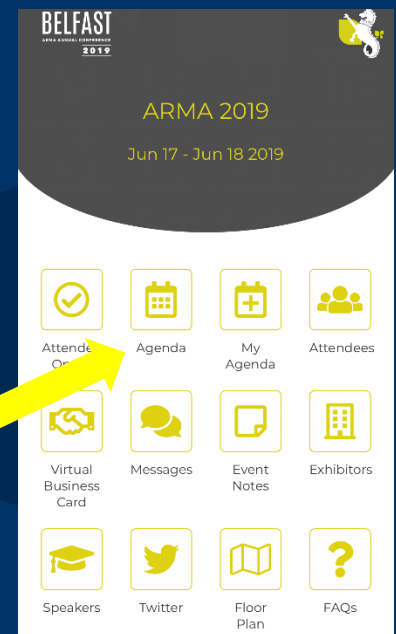 BELFAST
ARMA ANNUAL CONFERENCE
2019
ARMA 2019
Jun 17 - Jun 18 2019
Agenda
My
Agenda
Attendees
Virtual
Business
Card
Messages
Event
Notes
Exhibitors
Speakers
Twitter
Floor
Plan
FAQs